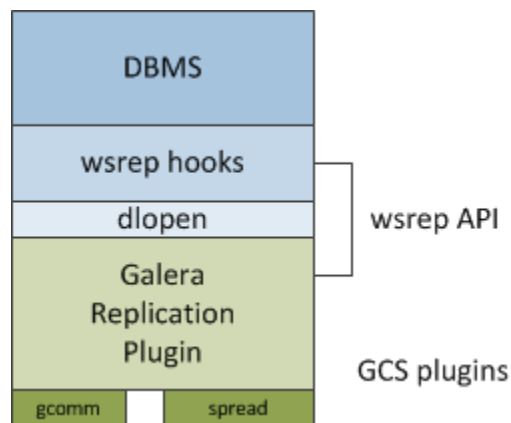 DBMS
wsrep hooks
dlopen
wsrep API
Galera
Replication
Plugin
GCS plugins
gcomm
spread